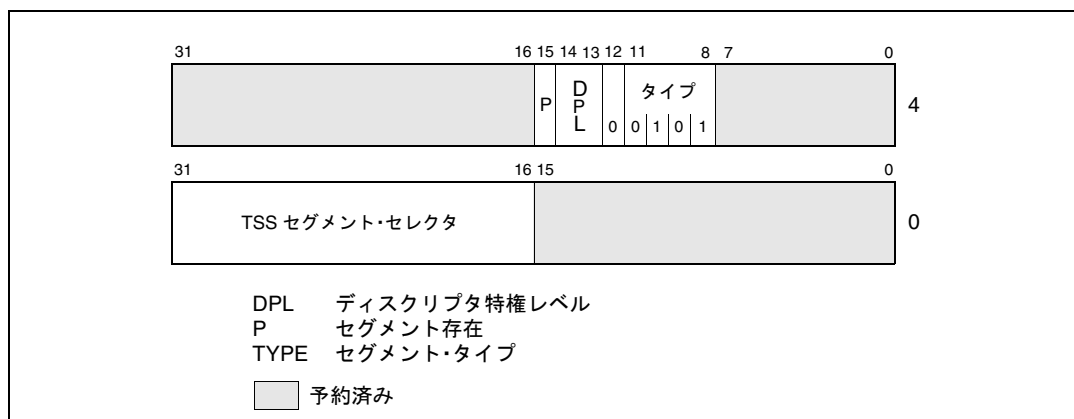 31 16 15 14 13 12 11 8 7 0
P DPL 0 タイプ 0 1 0 1 4
31 16 15 0
TSS セグメント・セレクタ 0
DPL ディスクリプタ特権レベル
P セグメント存在
TYPE セグメント・タイプ
予約済み